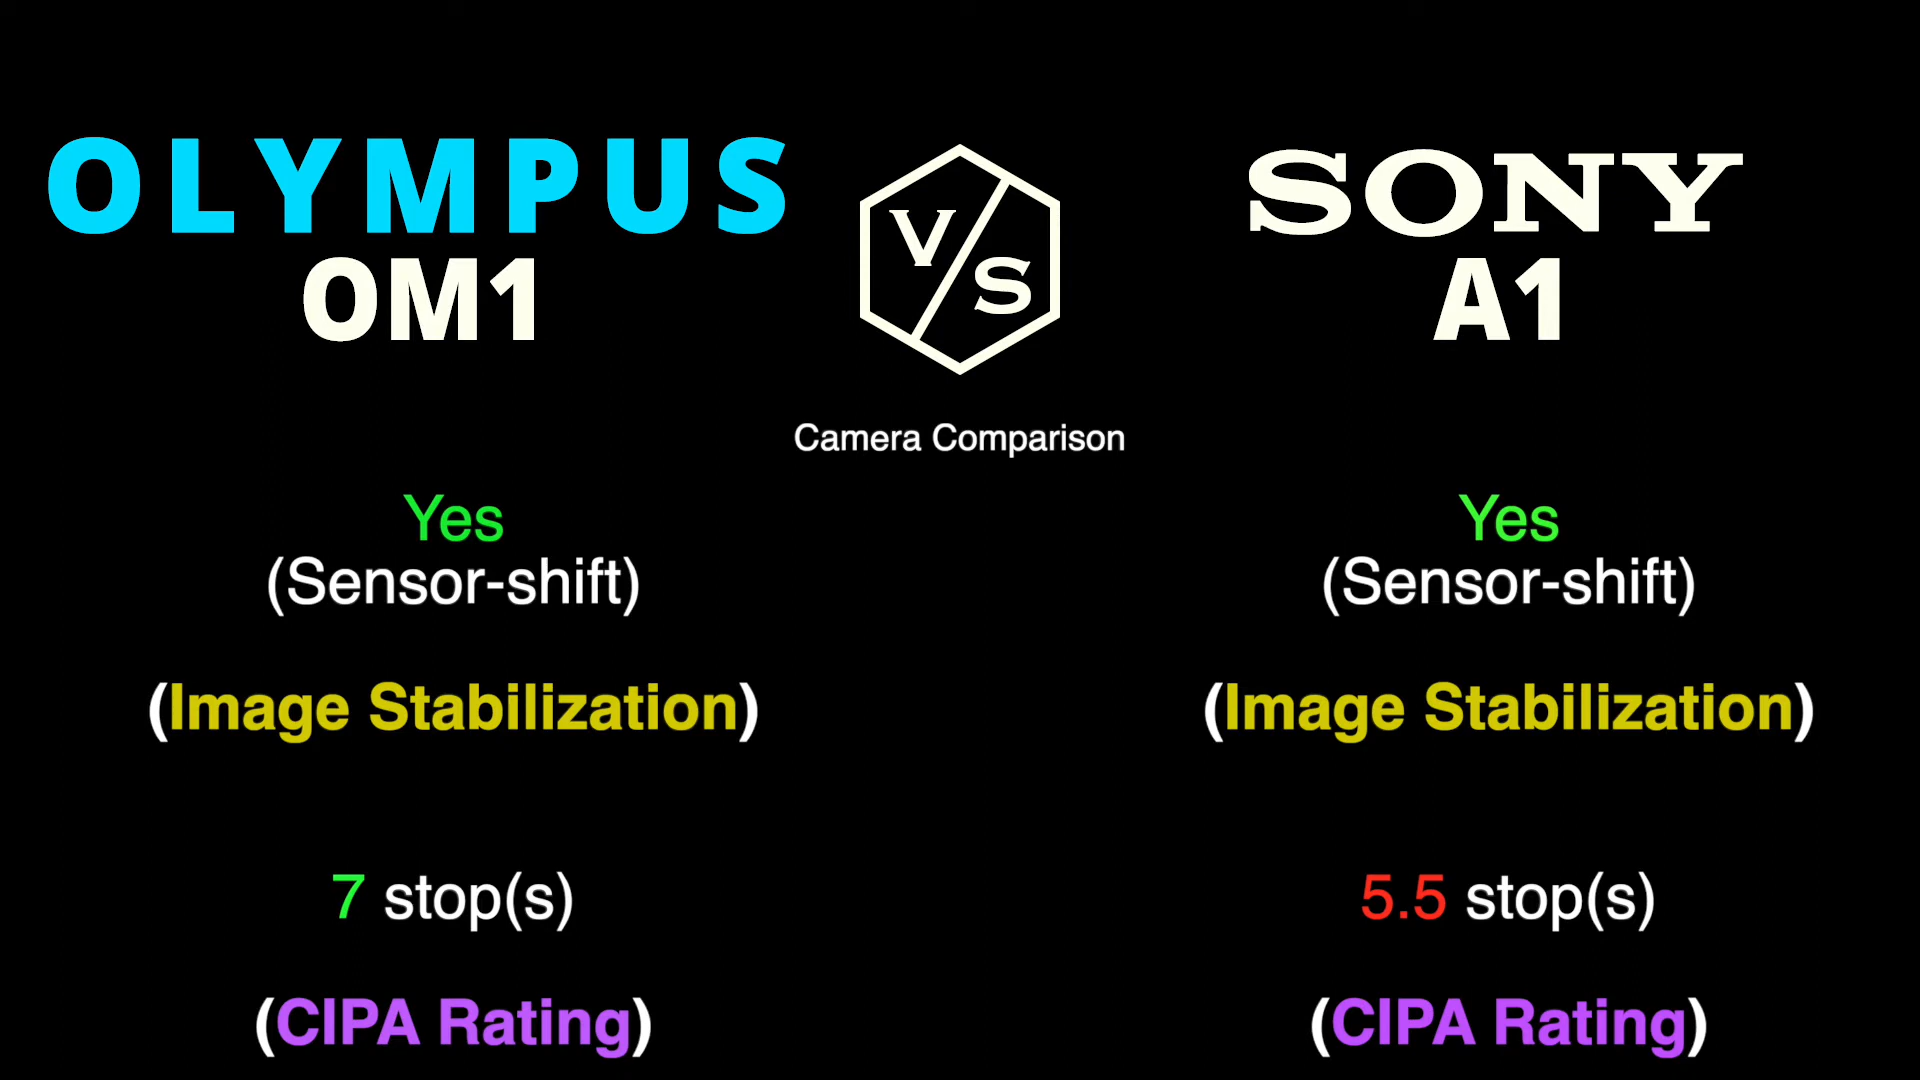 OLYMPUS
OM1
VS
SONY
A1
Camera Comparison
Yes
(Sensor-shift)
(Image Stabilization)
7 stop(s)
(CIPA Rating)
Yes
(Sensor-shift)
(Image Stabilization)
5.5 stop(s)
(CIPA Rating)